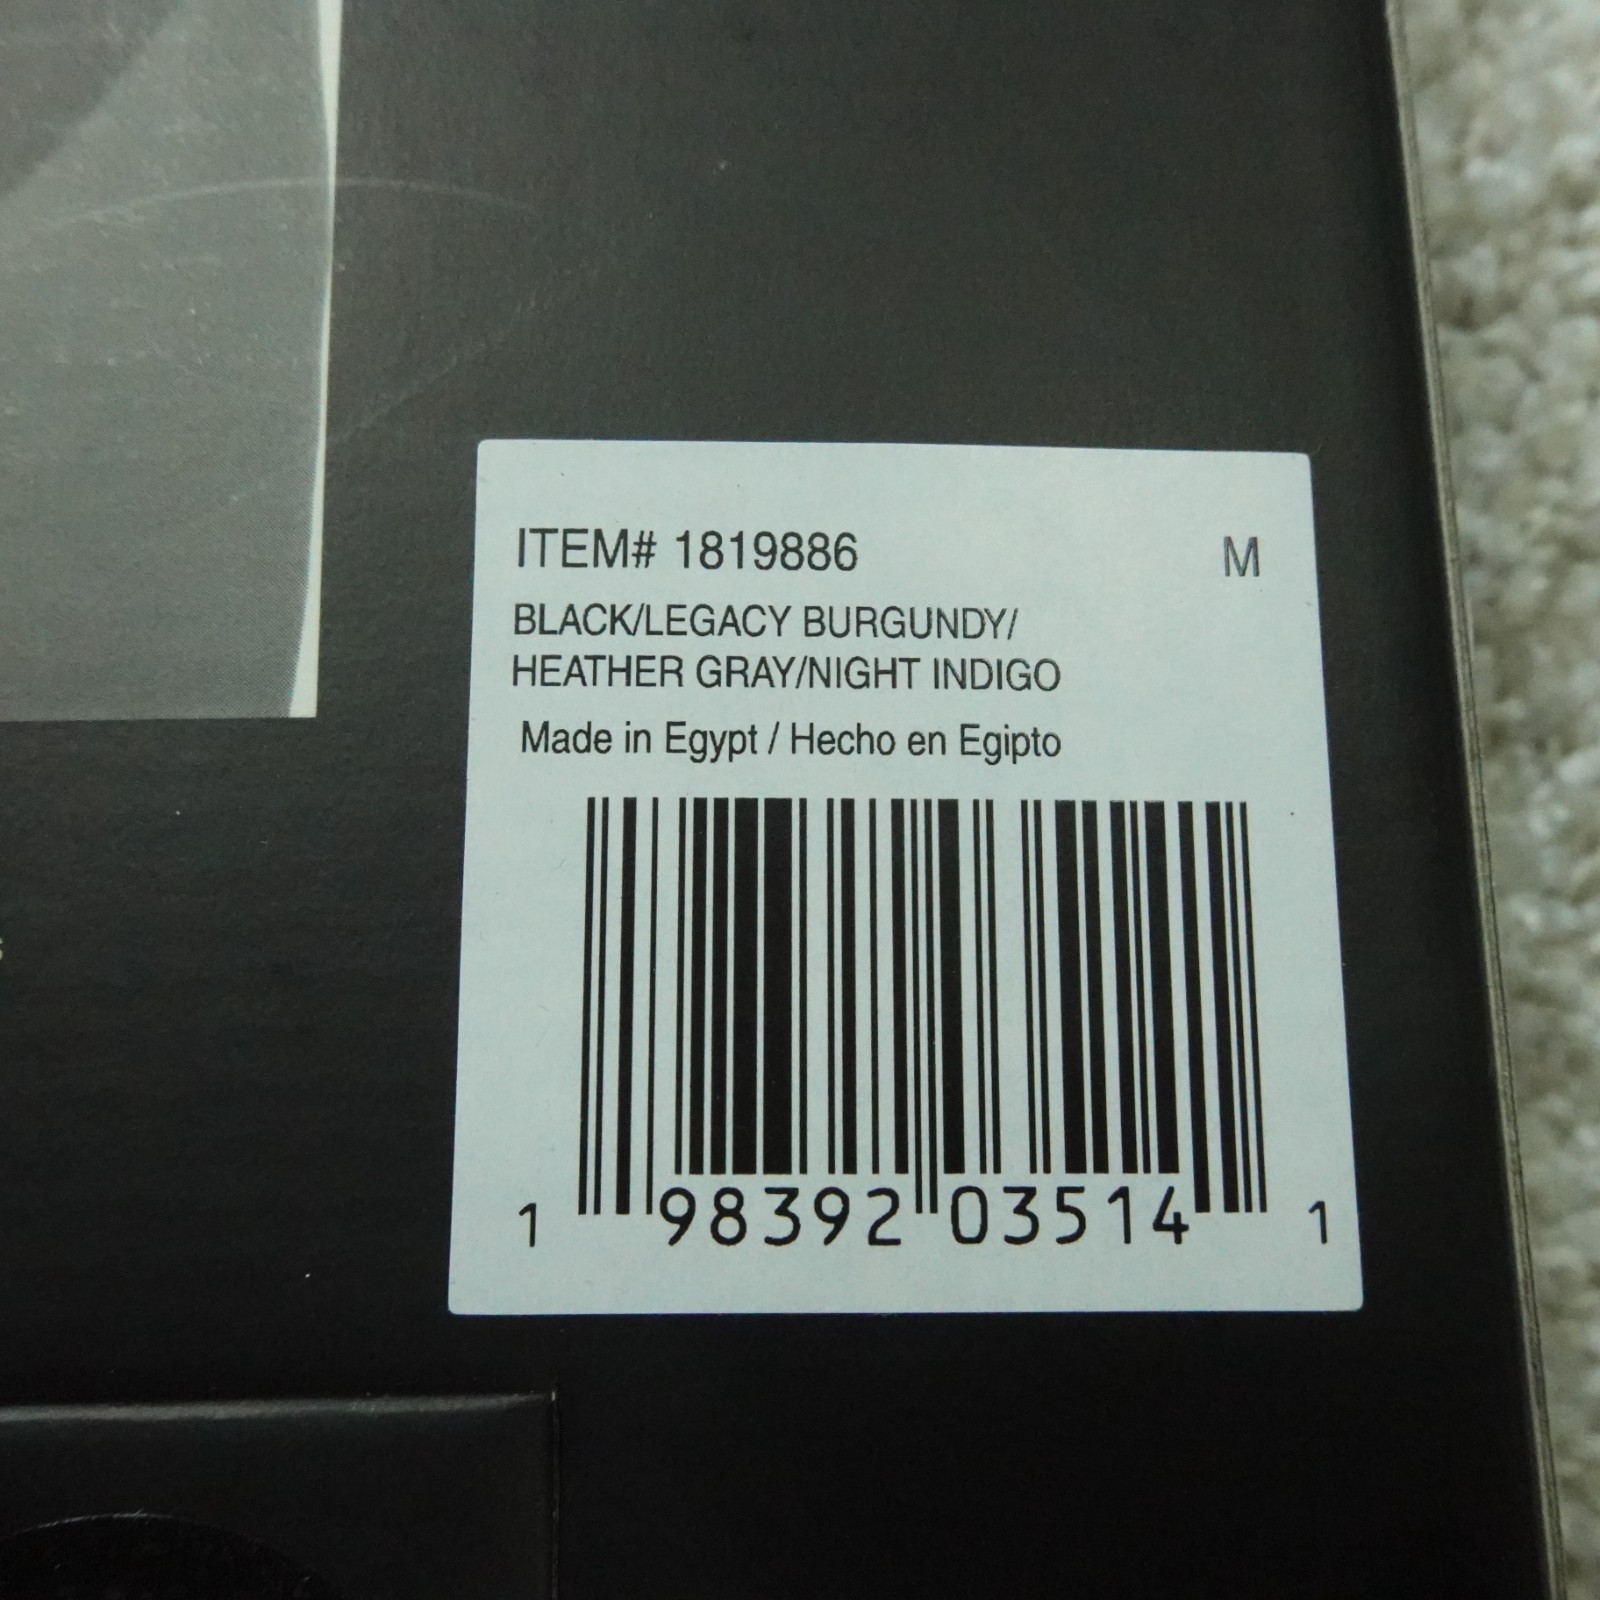 ITEM# 1819886 M
BLACK/LEGACY BURGUNDY/
HEATHER GRAY/NIGHT INDIGO
Made in Egypt / Hecho en Egipto
1 98392 03514 1